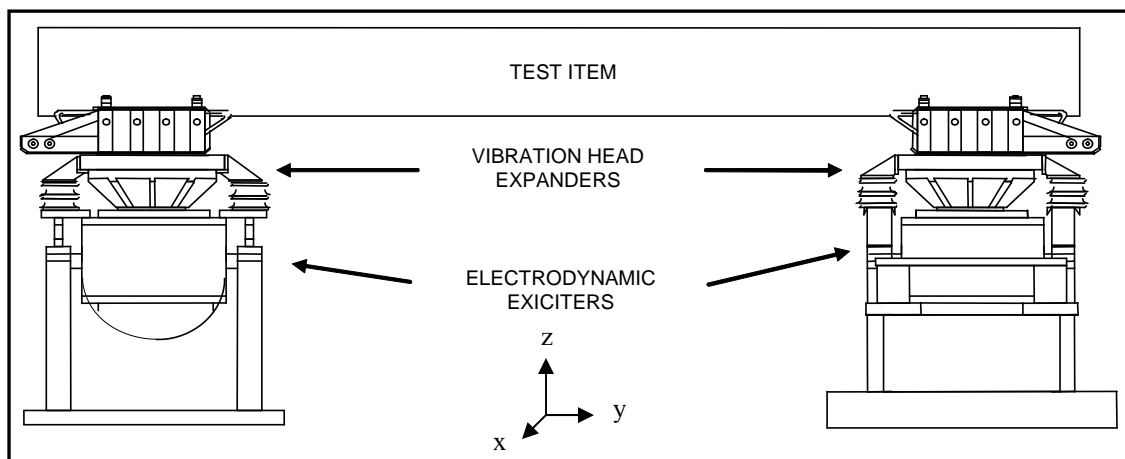 TEST ITEM
VIBRATION HEAD
EXPANDERS
ELECTRODYNAMIC
EXICITERS
z
y
x